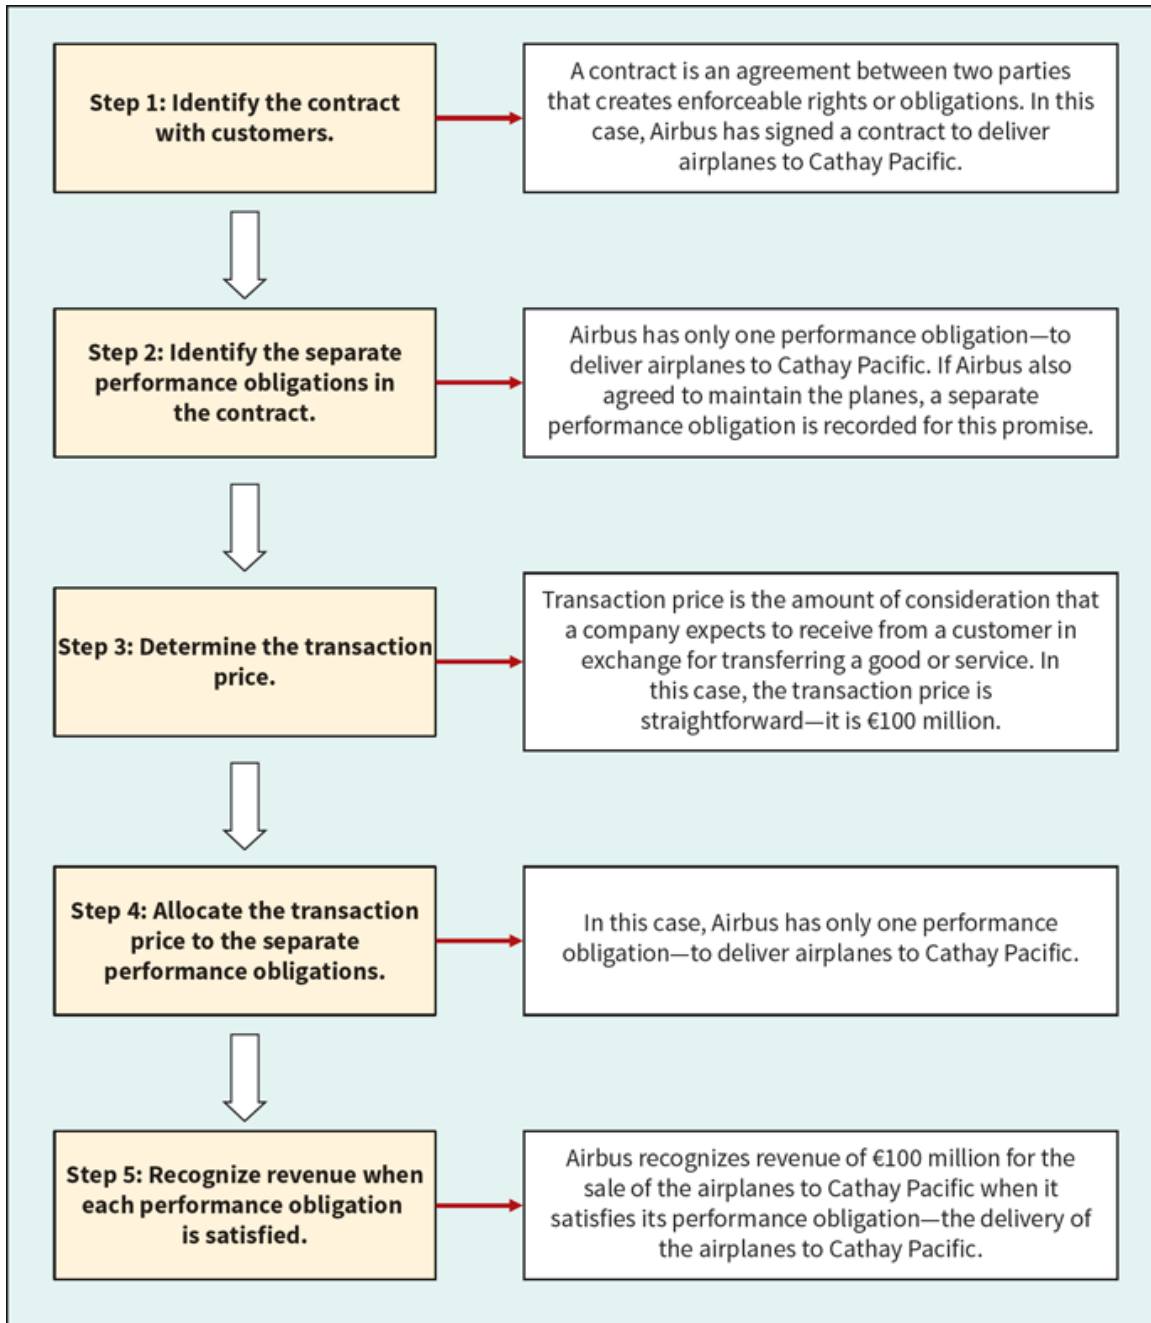 Step 1: Identify the contract
with customers.
A contract is an agreement between two parties
that creates enforceable rights or obligations. In this
case, Airbus has signed a contract to deliver
airplanes to Cathay Pacific.
Step 2: Identify the separate
performance obligations in
the contract.
Airbus has only one performance obligation—to
deliver airplanes to Cathay Pacific. If Airbus also
agreed to maintain the planes, a separate
performance obligation is recorded for this promise.
Step 3: Determine the transaction
price.
Transaction price is the amount of consideration that
a company expects to receive from a customer in
exchange for transferring a good or service. In
this case, the transaction price is
straightforward—it is €100 million.
Step 4: Allocate the transaction
price to the separate
performance obligations.
In this case, Airbus has only one performance
obligation—to deliver airplanes to Cathay Pacific.
Step 5: Recognize revenue when
each performance obligation
is satisfied.
Airbus recognizes revenue of €100 million for the
sale of the airplanes to Cathay Pacific when it
satisfies its performance obligation—the delivery of
the airplanes to Cathay Pacific.